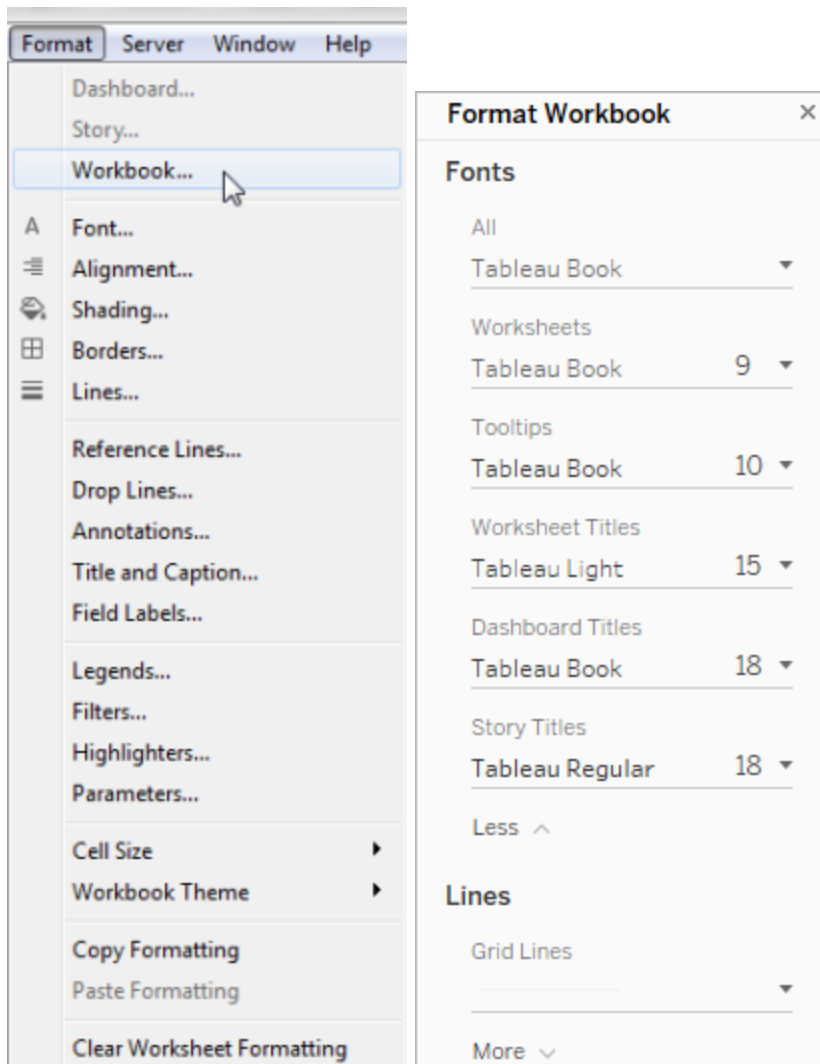 Format Server Window Help
Dashboard...
Story...
Workbook...
A Font...
Alignment...
Shading...
Borders...
Lines...
Reference Lines...
Drop Lines...
Annotations...
Title and Caption...
Field Labels...
Legends...
Filters...
Highlighters...
Parameters...
Cell Size
Workbook Theme
Copy Formatting
Paste Formatting
Clear Worksheet Formatting
Format Workbook
Fonts
All
Tableau Book
Worksheets
Tableau Book 9
Tooltips
Tableau Book 10
Worksheet Titles
Tableau Light 15
Dashboard Titles
Tableau Book 18
Story Titles
Tableau Regular 18
Less
Lines
Grid Lines
More